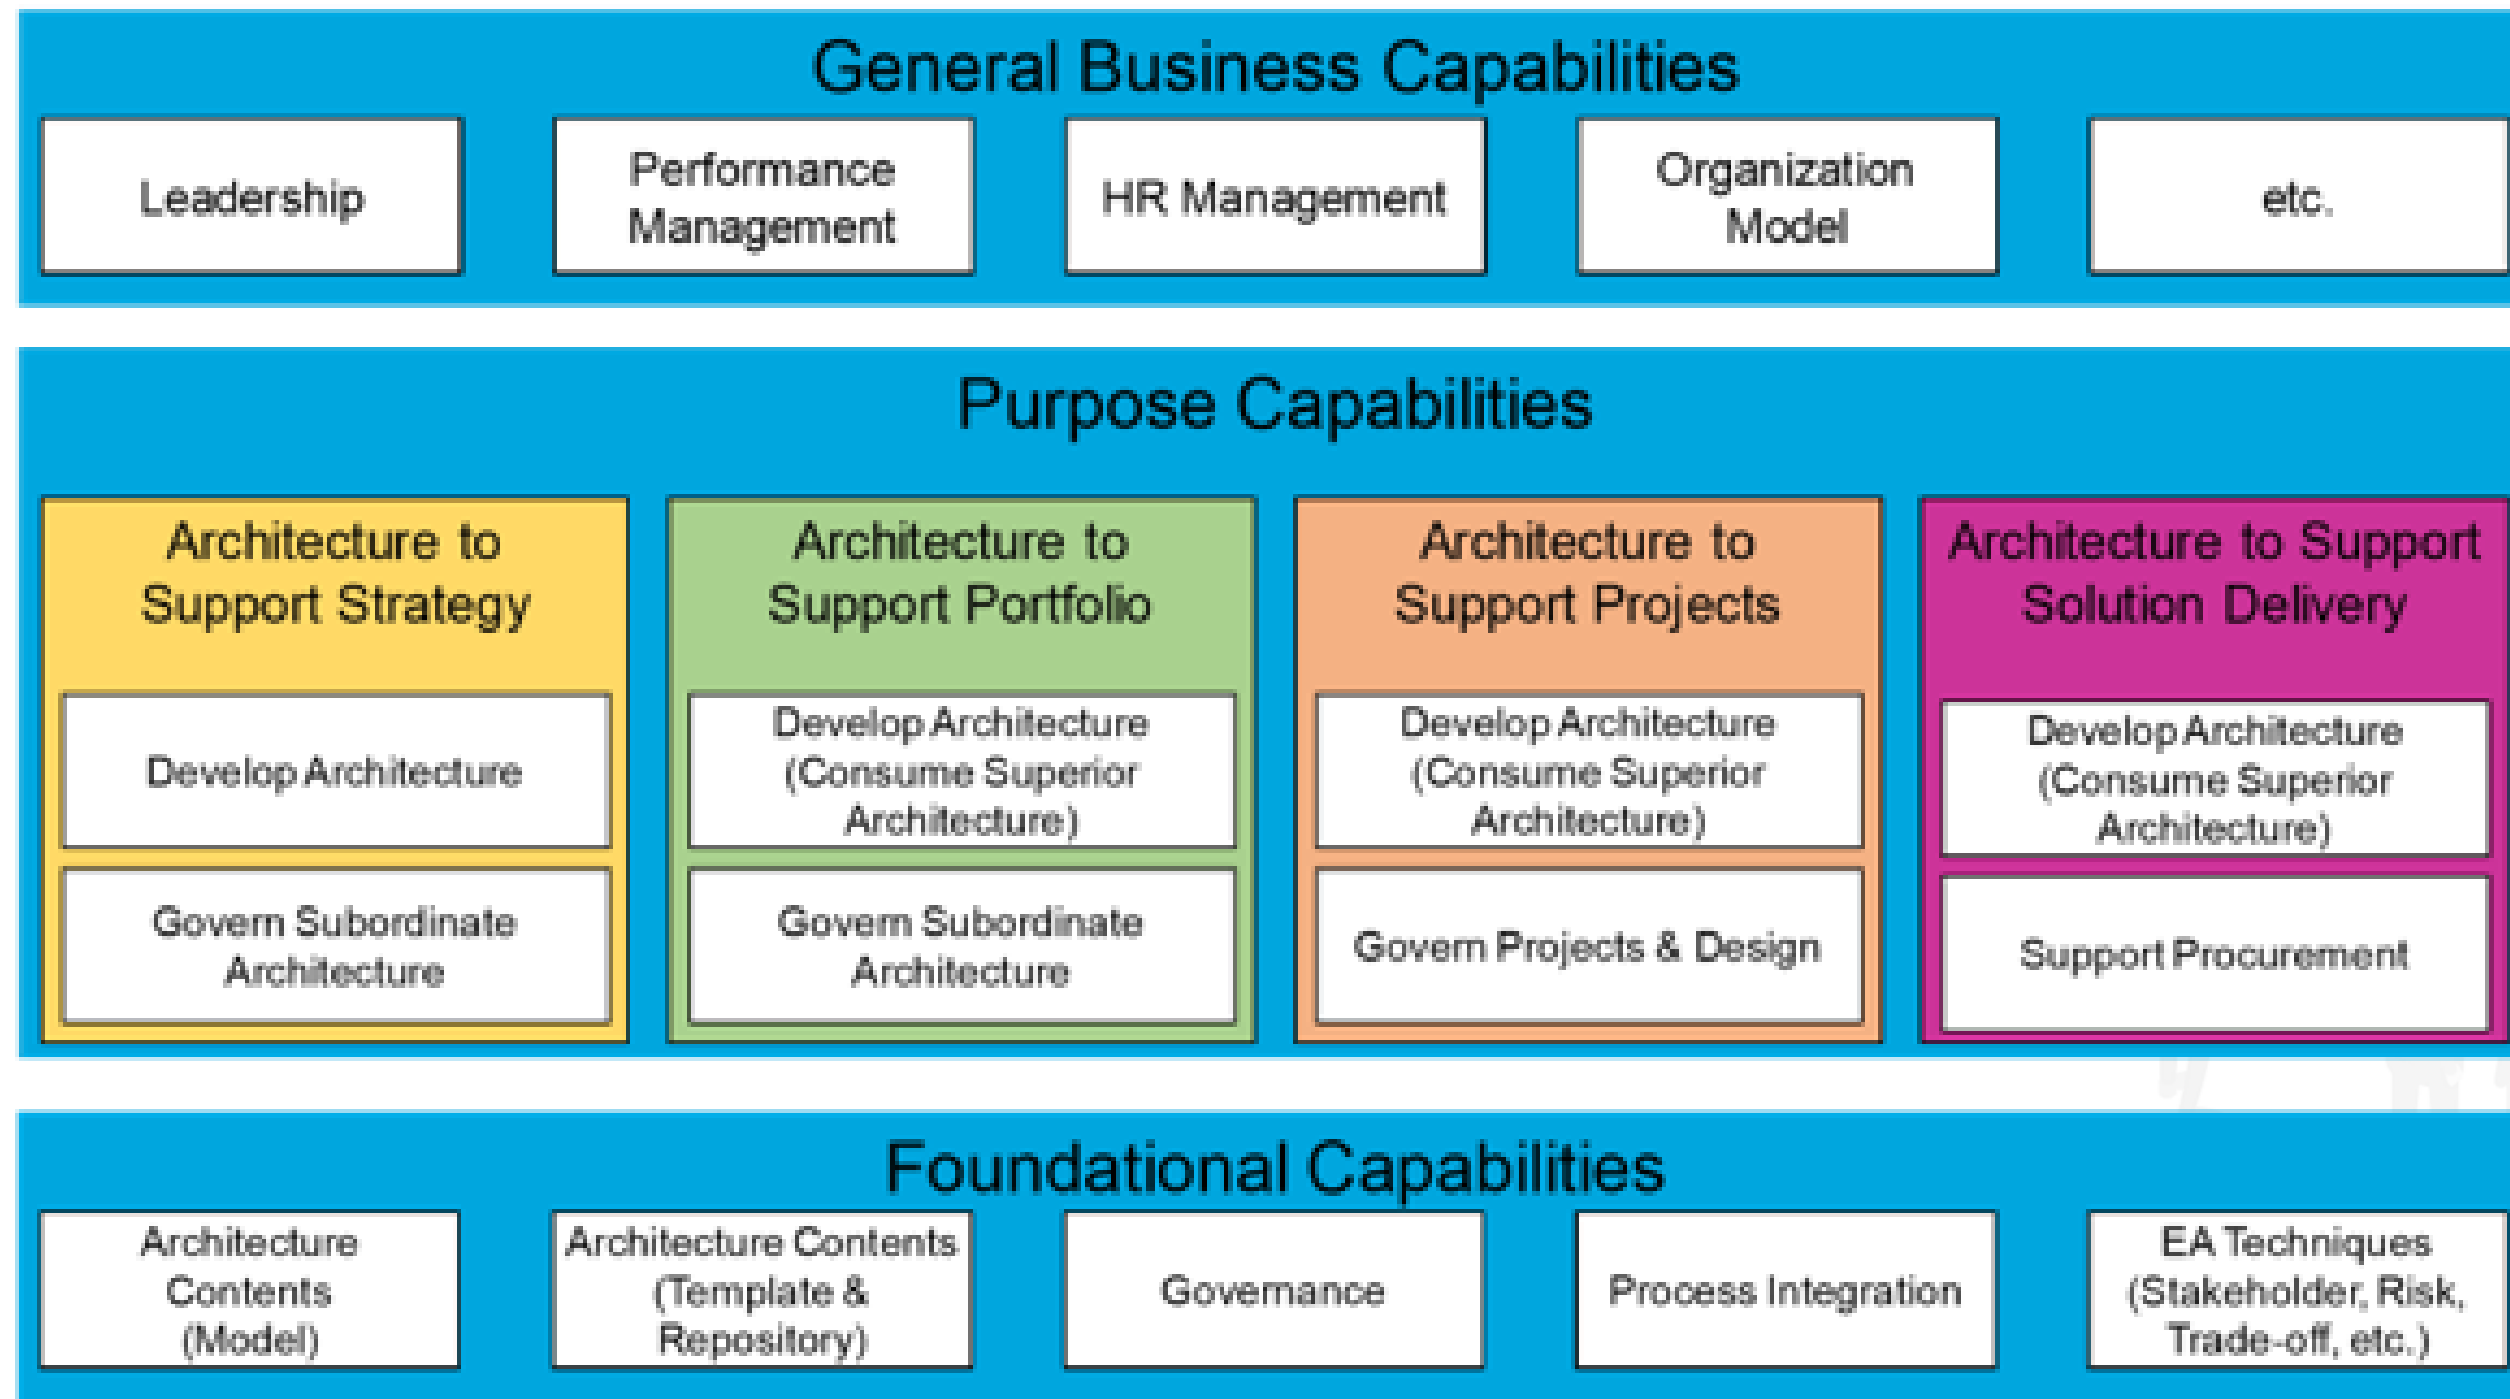 General Business Capabilities
Leadership
Performance
Management
HR Management
Organization
Model
etc.
Purpose Capabilities
Architecture to
Support Strategy
Develop Architecture
Govern Subordinate
Architecture
Architecture to
Support Portfolio
Develop Architecture
(Consume Superior
Architecture)
Govern Subordinate
Architecture
Architecture to
Support Projects
Develop Architecture
(Consume Superior
Architecture)
Govern Projects & Design
Architecture to Support
Solution Delivery
Develop Architecture
(Consume Superior
Architecture)
Support Procurement
Foundational Capabilities
Architecture
Contents
(Model)
Architecture Contents
(Template &
Repository)
Governance
Process Integration
EA Techniques
(Stakeholder, Risk,
Trade-off, etc.)